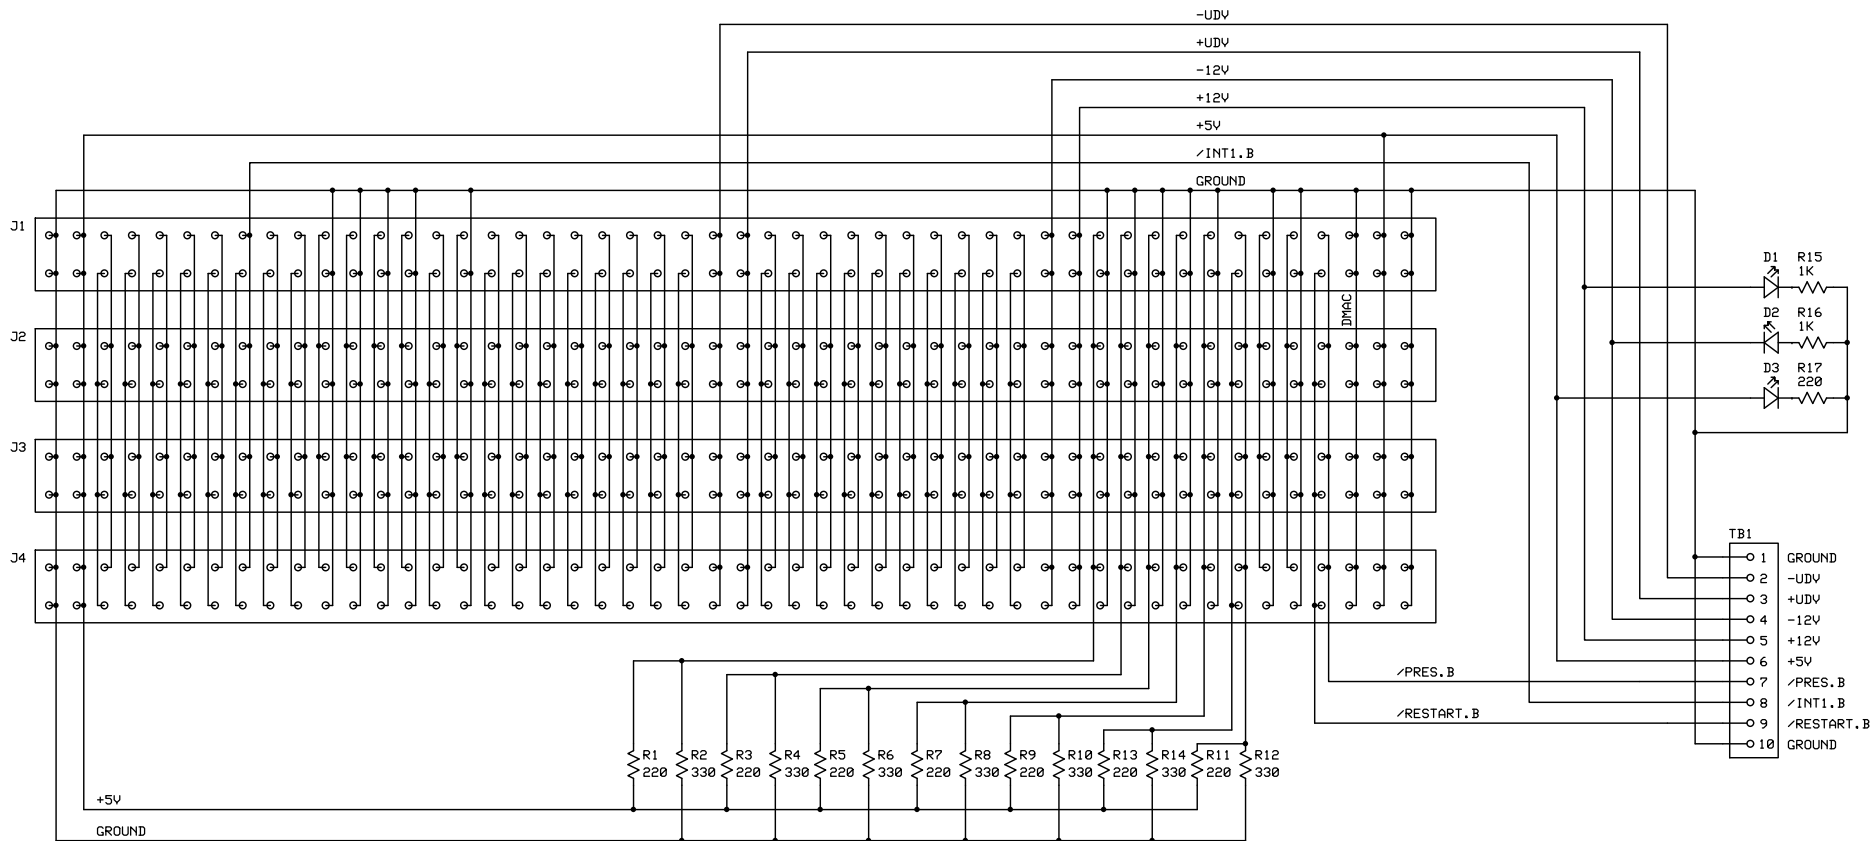 -UDV
+UDV
-12V
+12V
+5V
/INT1.B
GROUND
J1
D1 R15
1K
DMAC
D2 R16
1K
J2
D3 R17
220
J3
TB1
J4
1 GROUND
2 -UDV
3 +UDV
4 -12V
5 +12V
6 +5V
/PRES.B
7 /PRES.B
8 /INT1.B
/RESTART.B
9 /RESTART.B
10 GROUND
R1 R2 R3 R4 R5 R6 R7 R8 R9 R10 R13 R14 R11 R12
220 330 220 330 220 330 220 330 220 330 220 330 220 330
+5V
GROUND